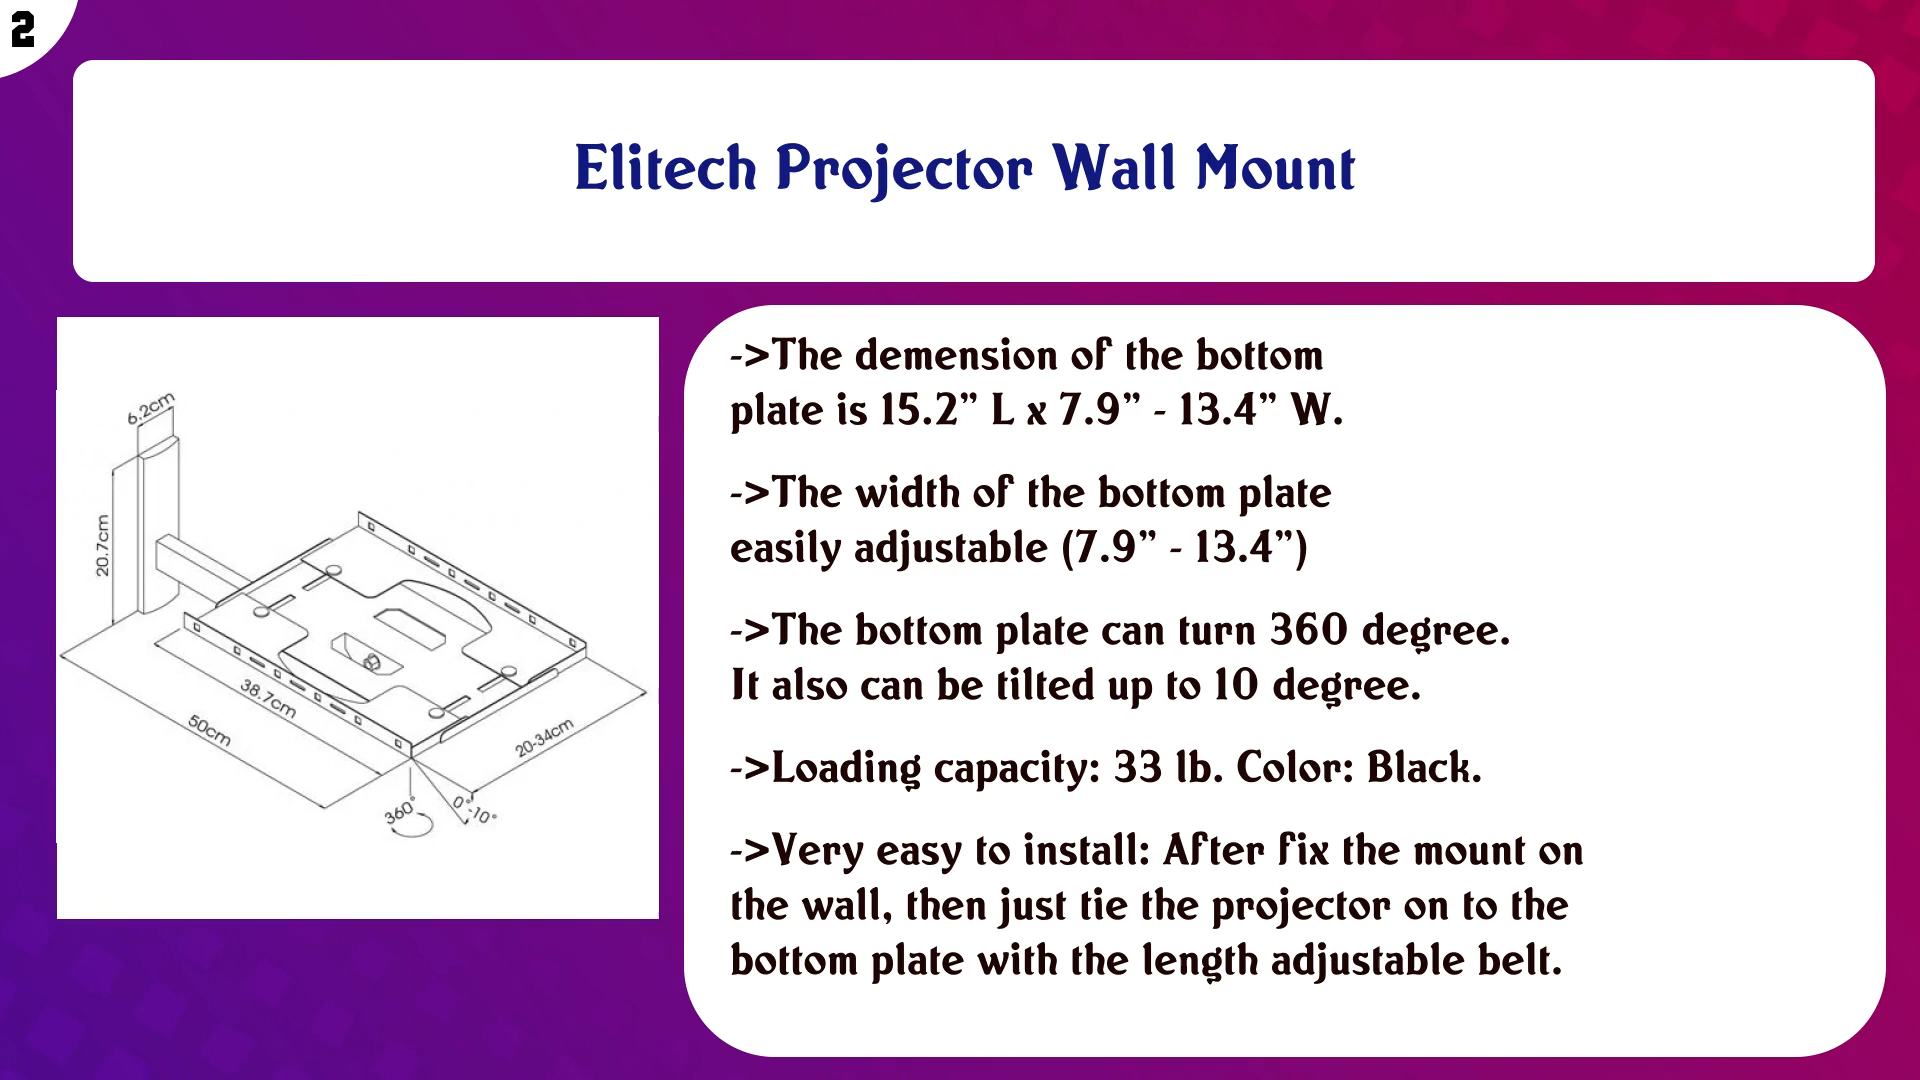 2
Elitech Projector Wall Mount
6.2cm
20.7cm
38.7cm
50cm
20-34cm
360°
0°-10°
->The demension of the bottom
plate is 15.2” L x 7.9” - 13.4” W.
->The width of the bottom plate
easily adjustable (7.9” - 13.4”)
->The bottom plate can turn 360 degree.
It also can be tilted up to 10 degree.
->Loading capacity: 33 lb. Color: Black.
->Very easy to install: After fix the mount on
the wall, then just tie the projector on to the
bottom plate with the length adjustable belt.